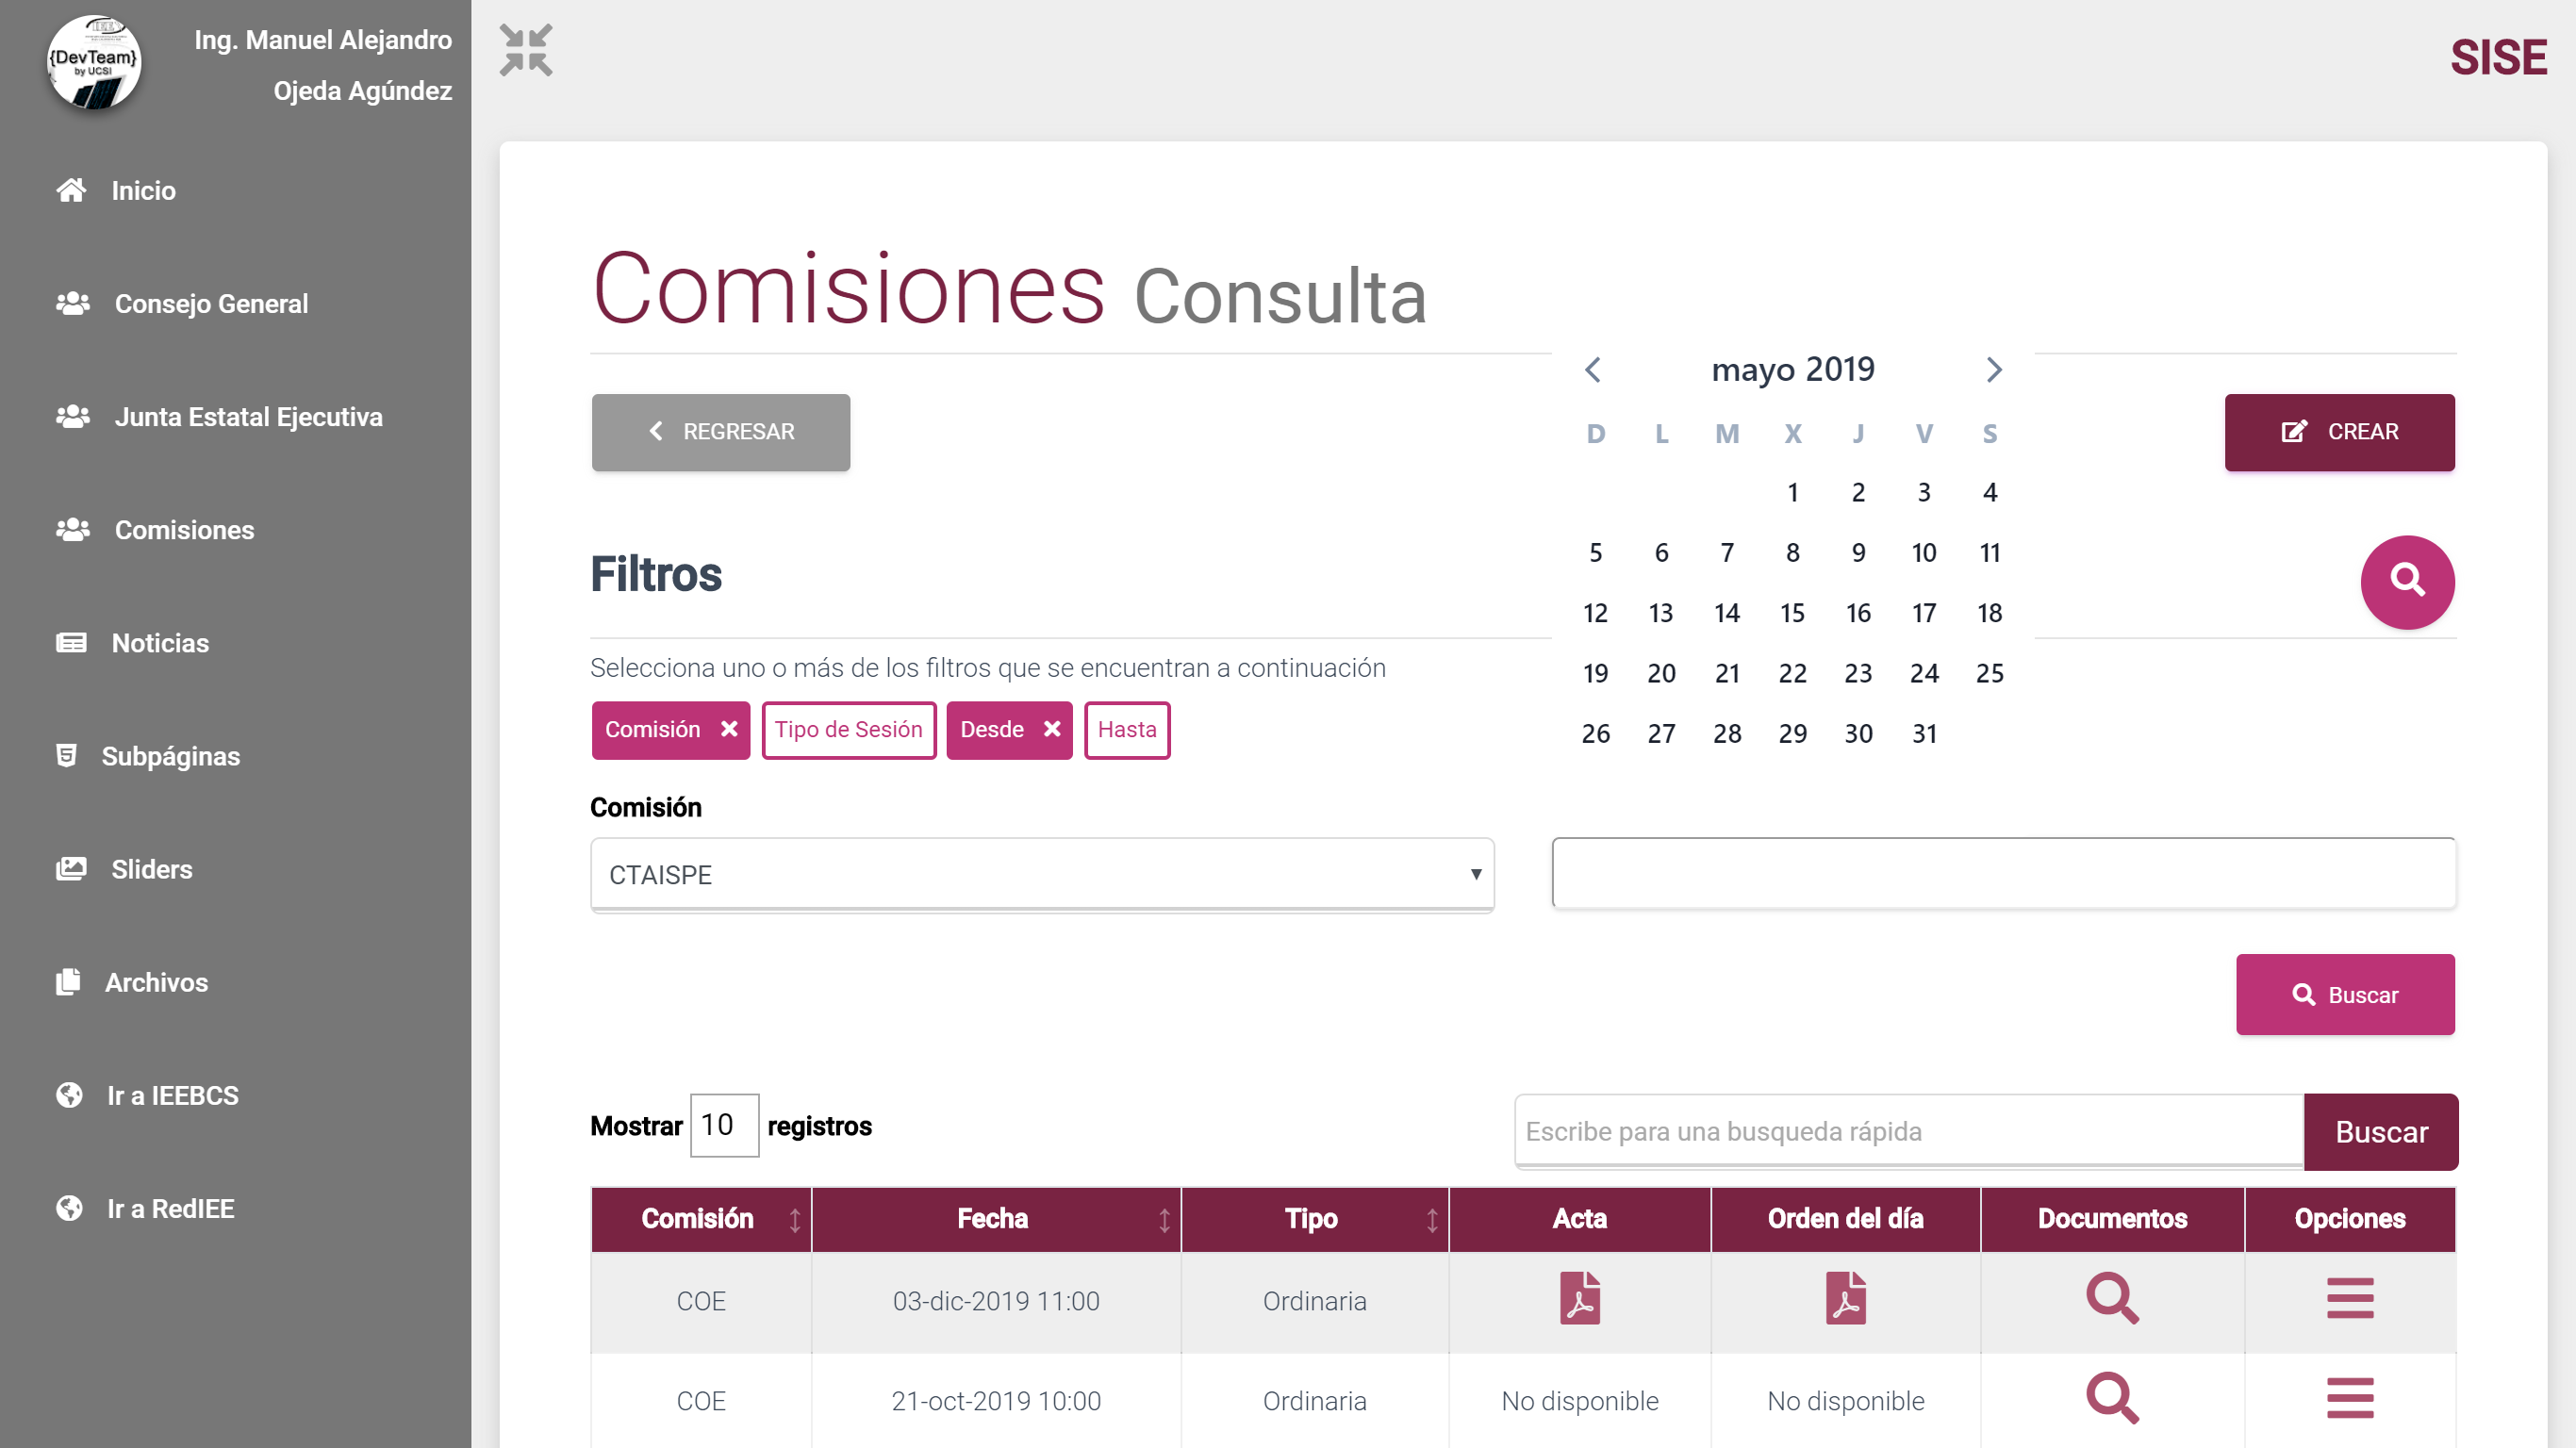 {DevTeam}
by UCSI
Ing. Manuel Alejandro
Ojeda Agúndez
Inicio
Consejo General
Junta Estatal Ejecutiva
Comisiones
Noticias
Subpáginas
Sliders
Archivos
Ir a IEEBCS
Ir a RedIEE
SISE
Comisiones Consulta
REGRESAR
CREAR
mayo 2019
D L M X J V S
1 2 3 4
5 6 7 8 9 10 11
12 13 14 15 16 17 18
19 20 21 22 23 24 25
26 27 28 29 30 31
Filtros
Selecciona uno o más de los filtros que se encuentran a continuación
Comisión Tipo de Sesión Desde Hasta
Comisión
CTAISPE
Buscar
Mostrar 10 registros
Escribe para una busqueda rápida Buscar
Comisión Fecha Tipo Acta Orden del día Documentos Opciones
COE 03-dic-2019 11:00 Ordinaria
COE 21-oct-2019 10:00 Ordinaria No disponible No disponible